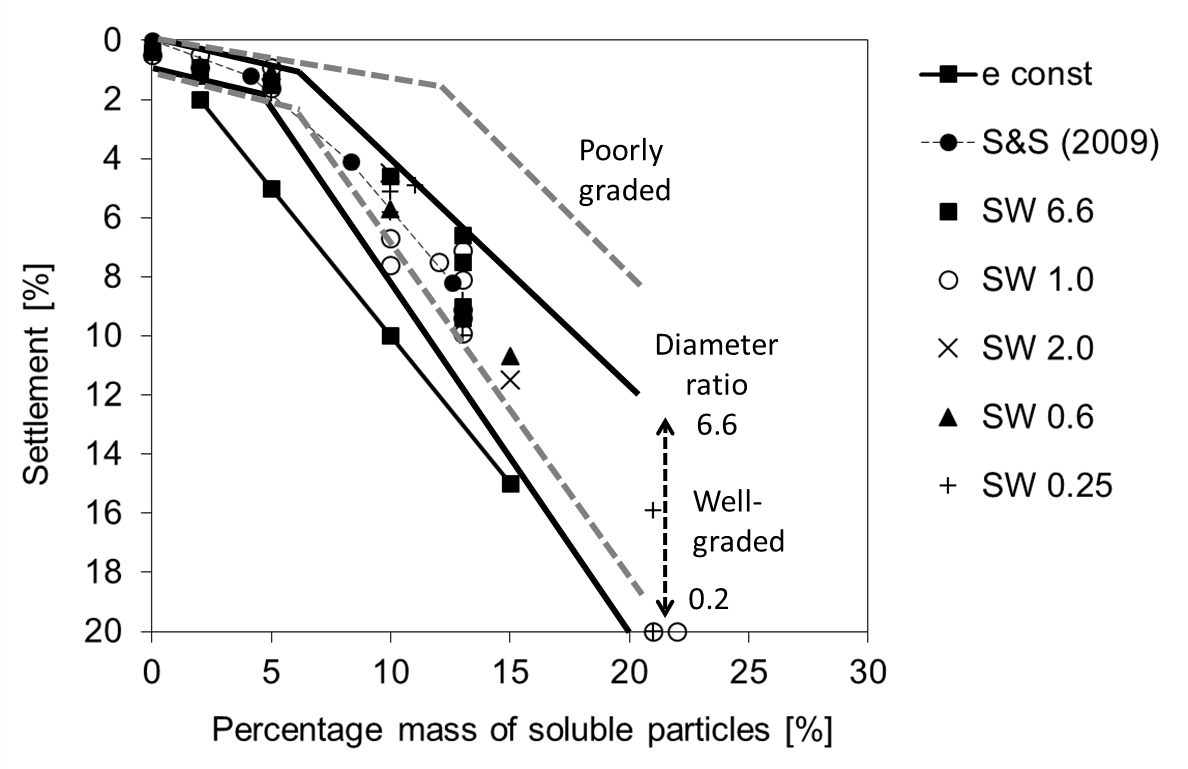 0
2
4
6
8
10
12
14
16
18
20
Settlement [%]
0 5 10 15 20 25 30
Percentage mass of soluble particles [%]
Poorly
graded
Diameter
ratio
6.6
Well-
graded
0.2
e const
S&S (2009)
SW 6.6
SW 1.0
SW 2.0
SW 0.6
SW 0.25